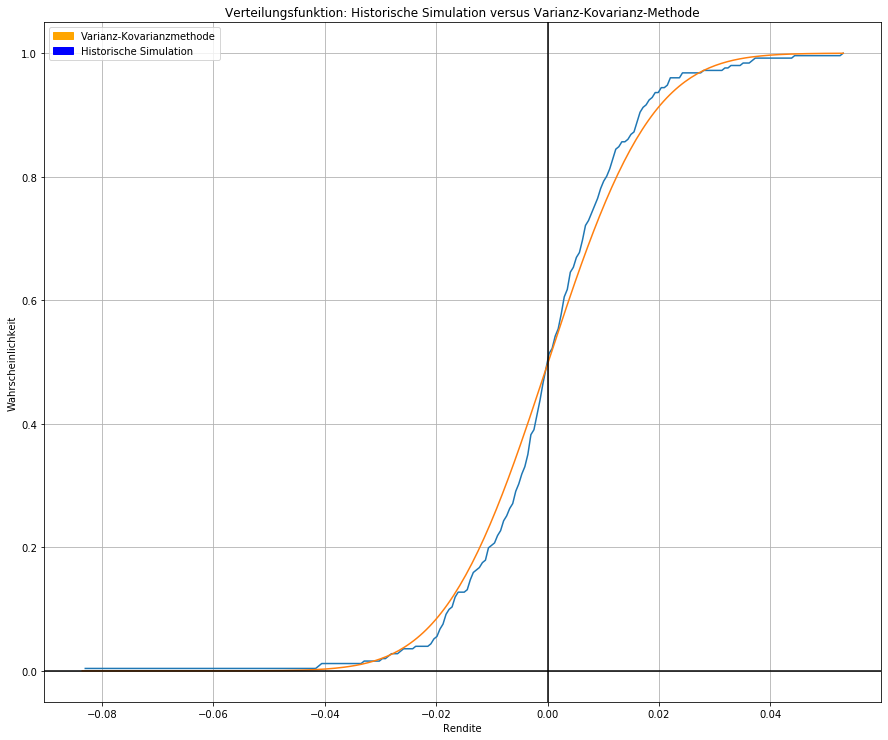 Verteilungsfunktion: Historische Simulation versus Varianz-Kovarianz-Methode
Varianz-Kovarianzmethode
Historische Simulation
1.0
0.8
0.6
0.4
0.2
0.0
Wahrscheinlichkeit
−0.08 −0.06 −0.04 −0.02 0.00 0.02 0.04
Rendite